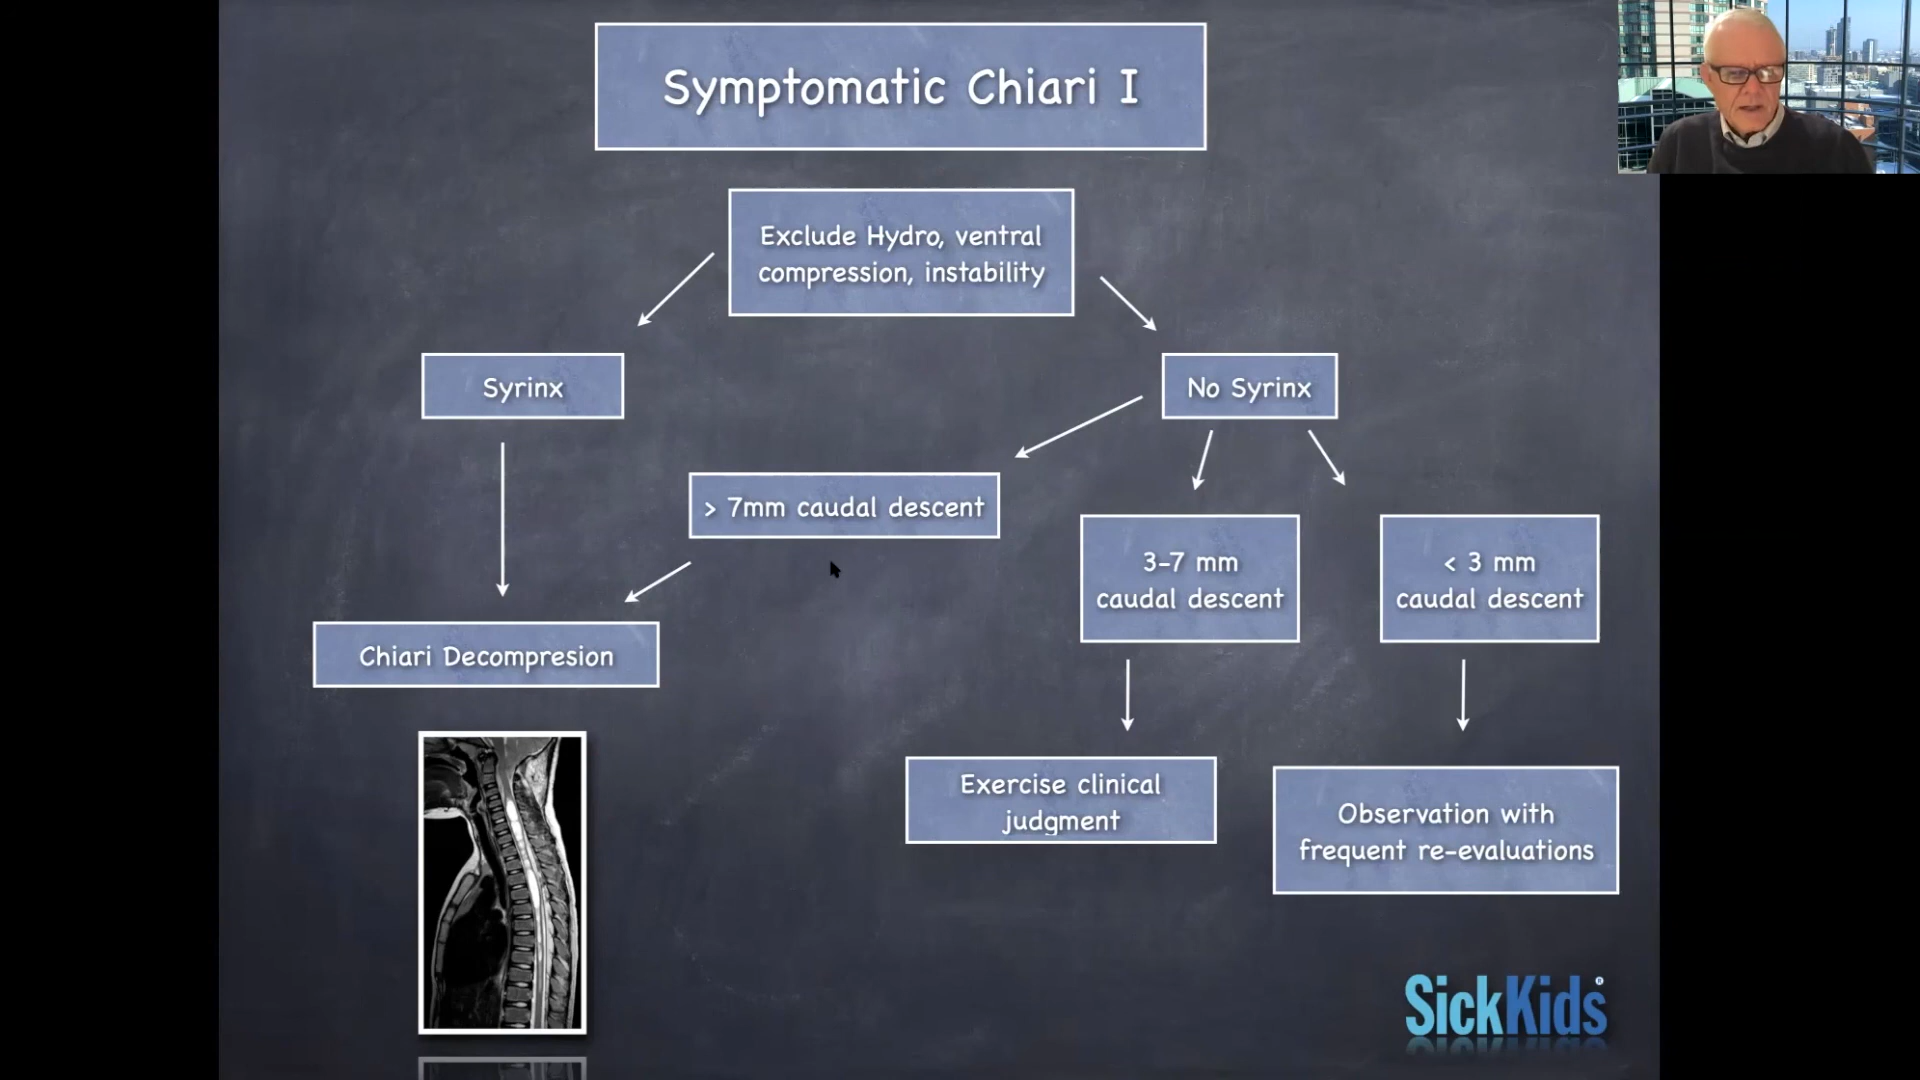 Symptomatic Chiari I
Exclude Hydro, ventral
compression, instability
Syrinx
No Syrinx
> 7mm caudal descent
3-7 mm
caudal descent
< 3 mm
caudal descent
Chiari Decompresion
Exercise clinical
judgment
Observation with
frequent re-evaluations
SickKids®